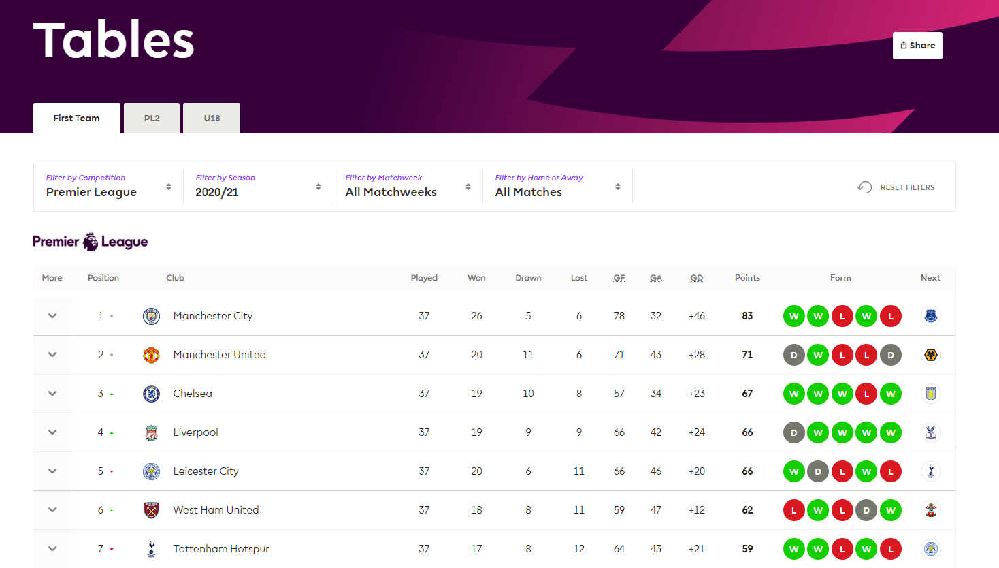 Tables
Share
First Team PL2 U18
Filter by Competition Filter by Season Filter by Matchweek Filter by Home or Away
Premier League 2020/21 All Matchweeks All Matches RESET FILTERS
Premier League
More Position Club Played Won Drawn Lost GF GA GD Points Form Next
1 Manchester City 37 26 5 6 78 32 +46 83 W W L W L
2 Manchester United 37 20 11 6 71 43 +28 71 D W L L D
3 Chelsea 37 19 10 8 57 34 +23 67 W W W L W
4 Liverpool 37 19 9 9 66 42 +24 66 D W W W W
5 Leicester City 37 20 6 11 66 46 +20 66 W D L W L
6 West Ham United 37 18 8 11 59 47 +12 62 L W L D W
7 Tottenham Hotspur 37 17 8 12 64 43 +21 59 W W L W L